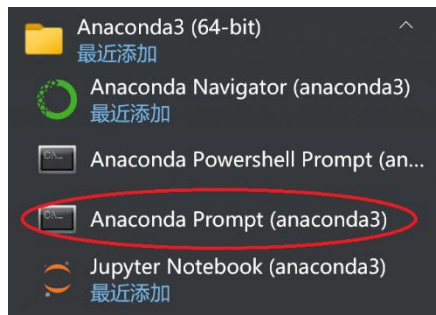 Anaconda3 (64-bit)
最近添加
Anaconda Navigator (anaconda3)
最近添加
Anaconda Powershell Prompt (an...
Anaconda Prompt (anaconda3)
Jupyter Notebook (anaconda3)
最近添加